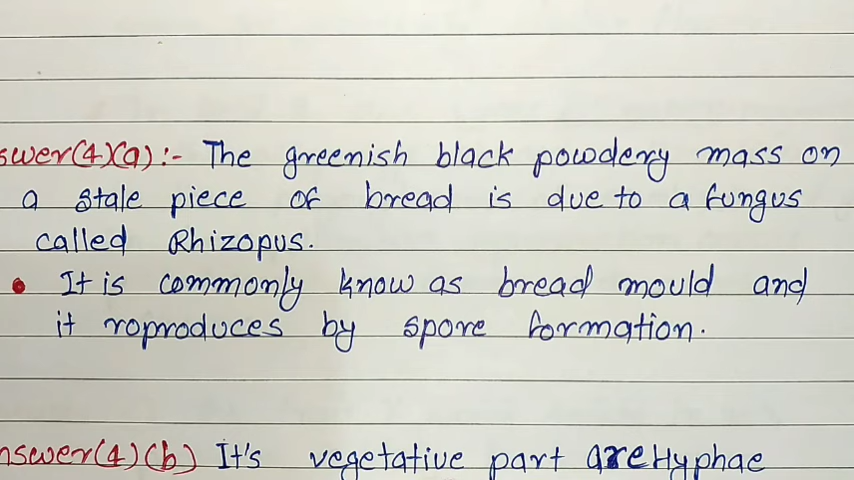 swer(4)(a):- The greenish black powdery mass on
a stale piece of bread is due to a fungus
called Rhizopus.
• It is commonly know as bread mould and
it roproduces by spore formation.
nswer(4)(b) It's vegetative part are Hyphae